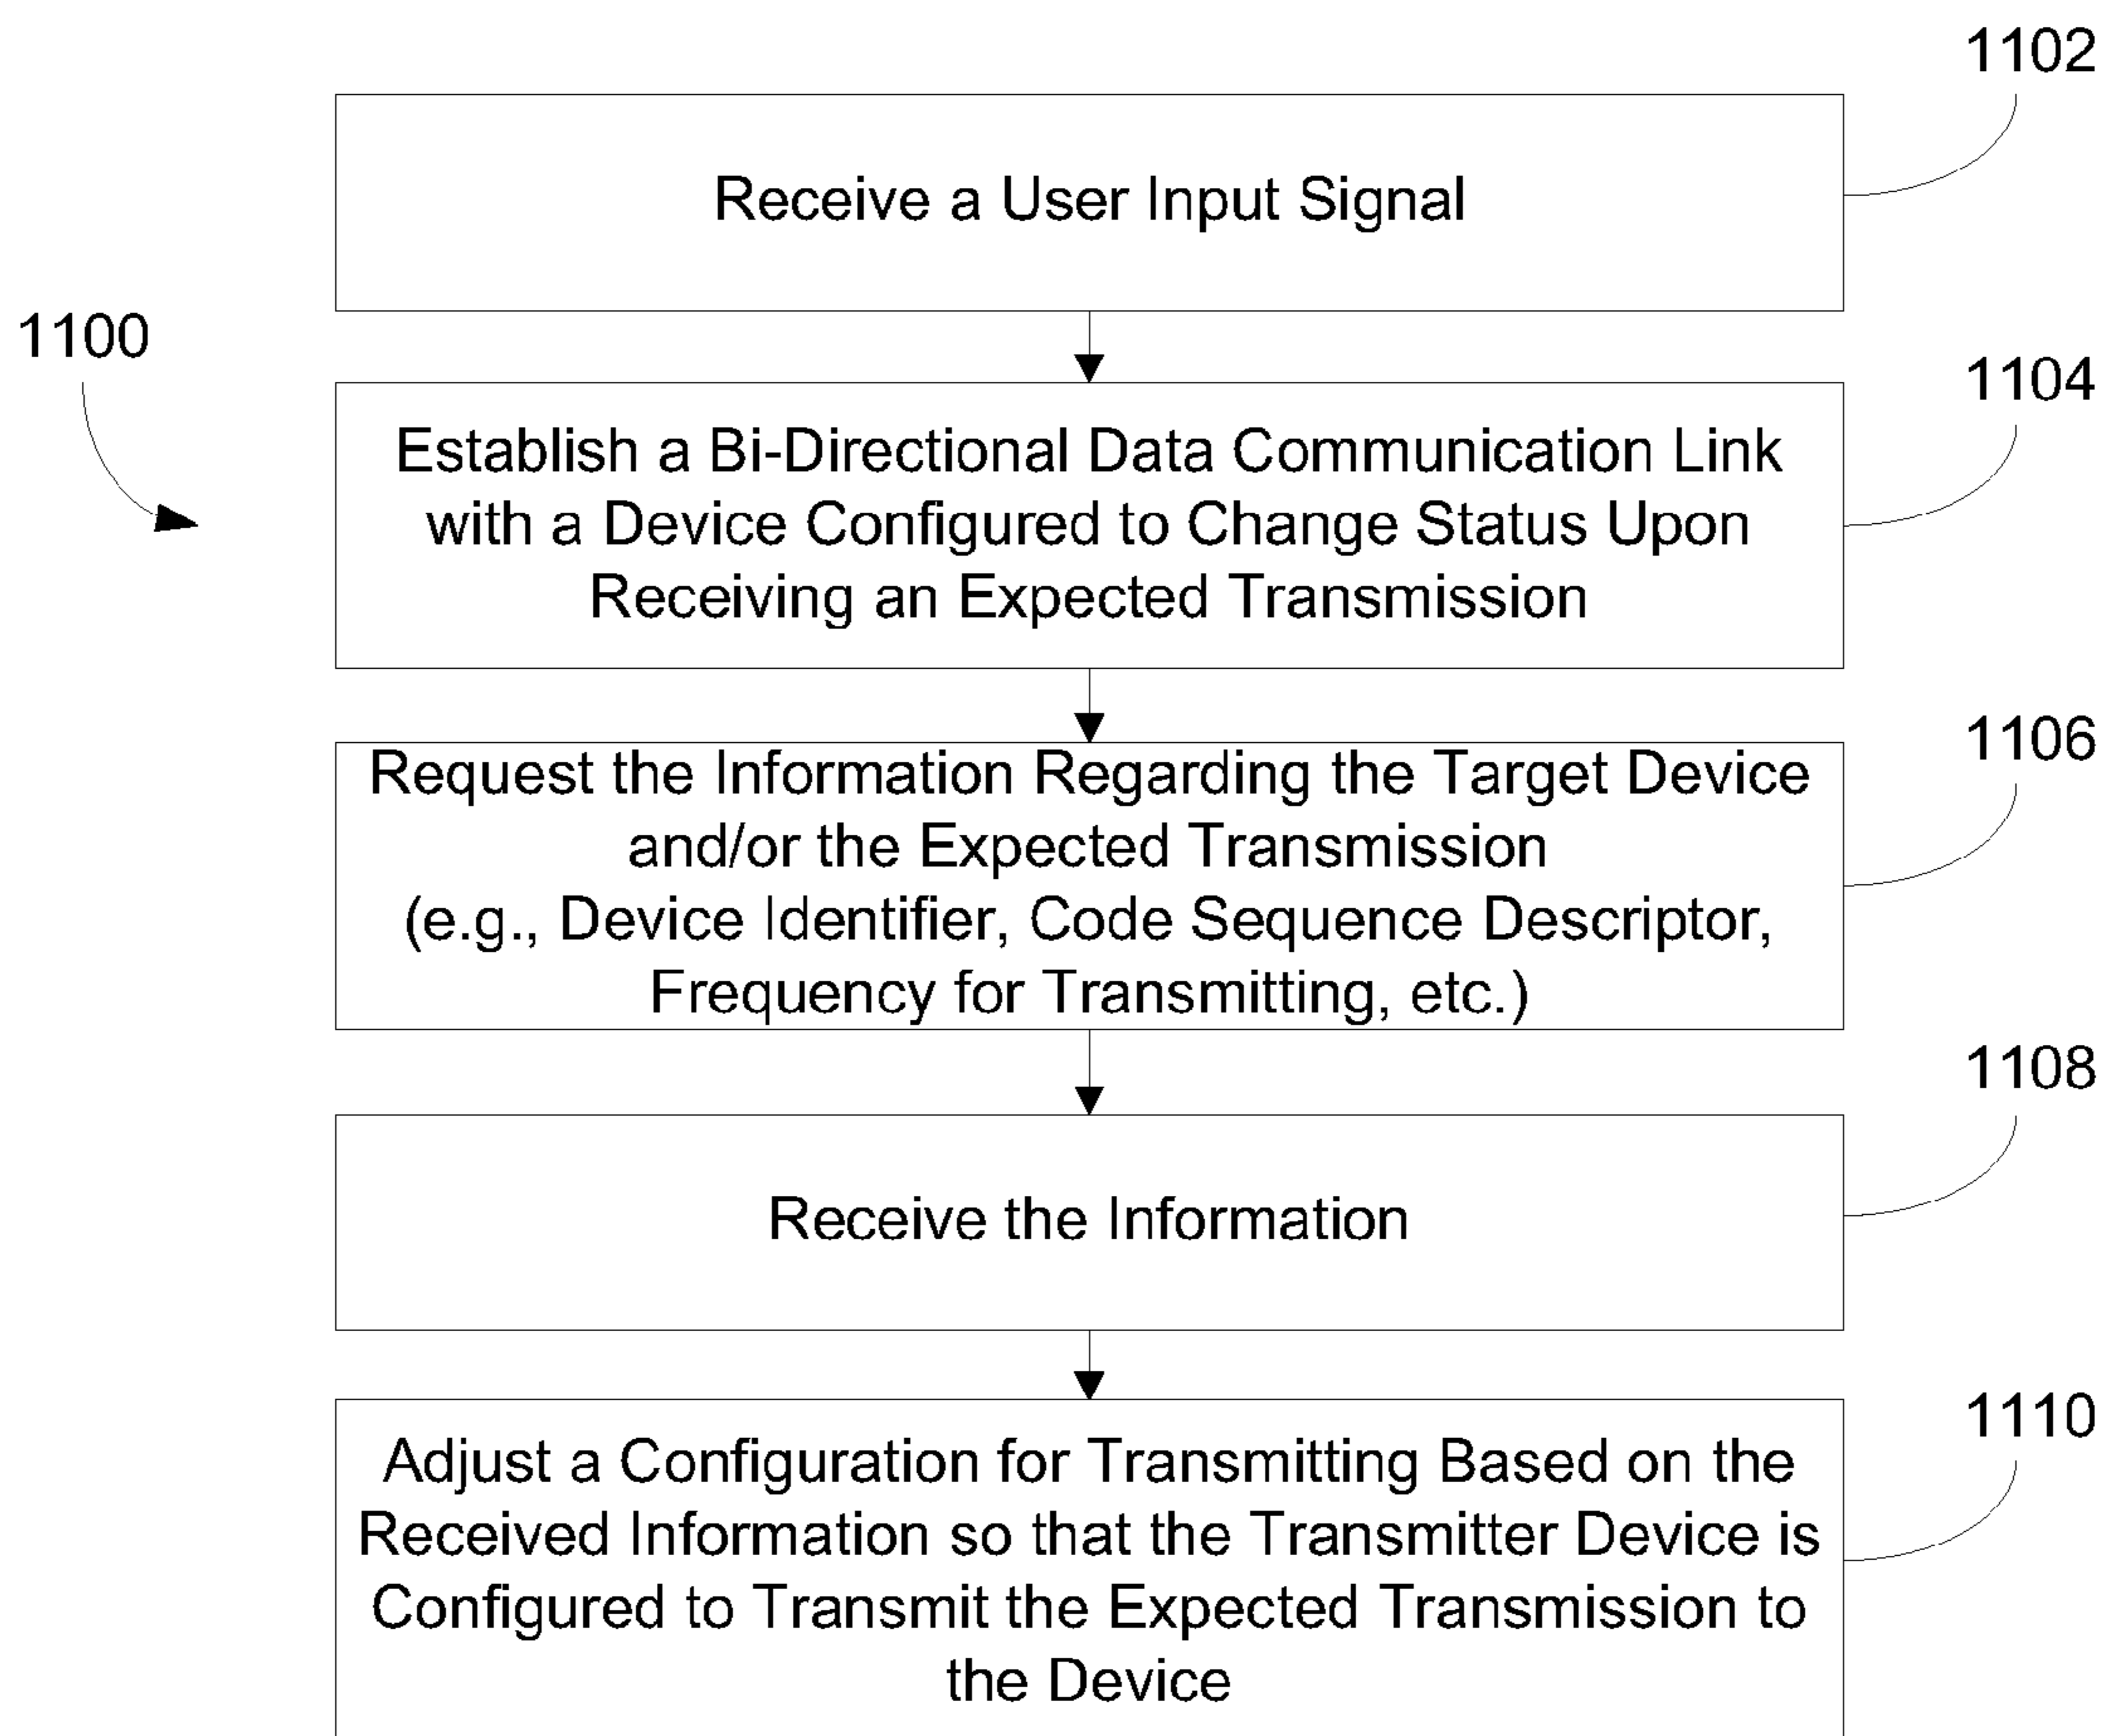 1102
Receive a User Input Signal
1100
1104
Establish a Bi-Directional Data Communication Link
with a Device Configured to Change Status Upon
Receiving an Expected Transmission
1106
Request the Information Regarding the Target Device
and/or the Expected Transmission
(e.g., Device Identifier, Code Sequence Descriptor,
Frequency for Transmitting, etc.)
1108
Receive the Information
1110
Adjust a Configuration for Transmitting Based on the
Received Information so that the Transmitter Device is
Configured to Transmit the Expected Transmission to
the Device